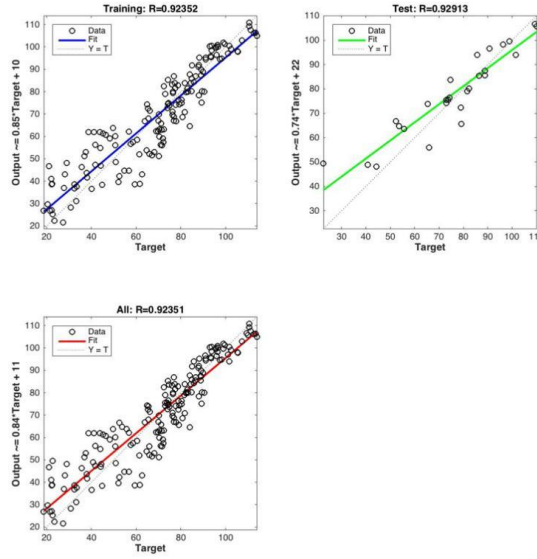 Training: R=0.92352
Output ~= 0.85*Target + 10
110
100
90
80
70
60
50
40
30
20
Data
Fit
Y = T
20 40 60 80 100
Target
Test: R=0.92913
Output ~= 0.74*Target + 22
110
100
90
80
70
60
50
40
30
Data
Fit
Y = T
30 40 50 60 70 80 90 100 110
Target
All: R=0.92351
Output ~= 0.84*Target + 11
110
100
90
80
70
60
50
40
30
20
Data
Fit
Y = T
20 40 60 80 100
Target